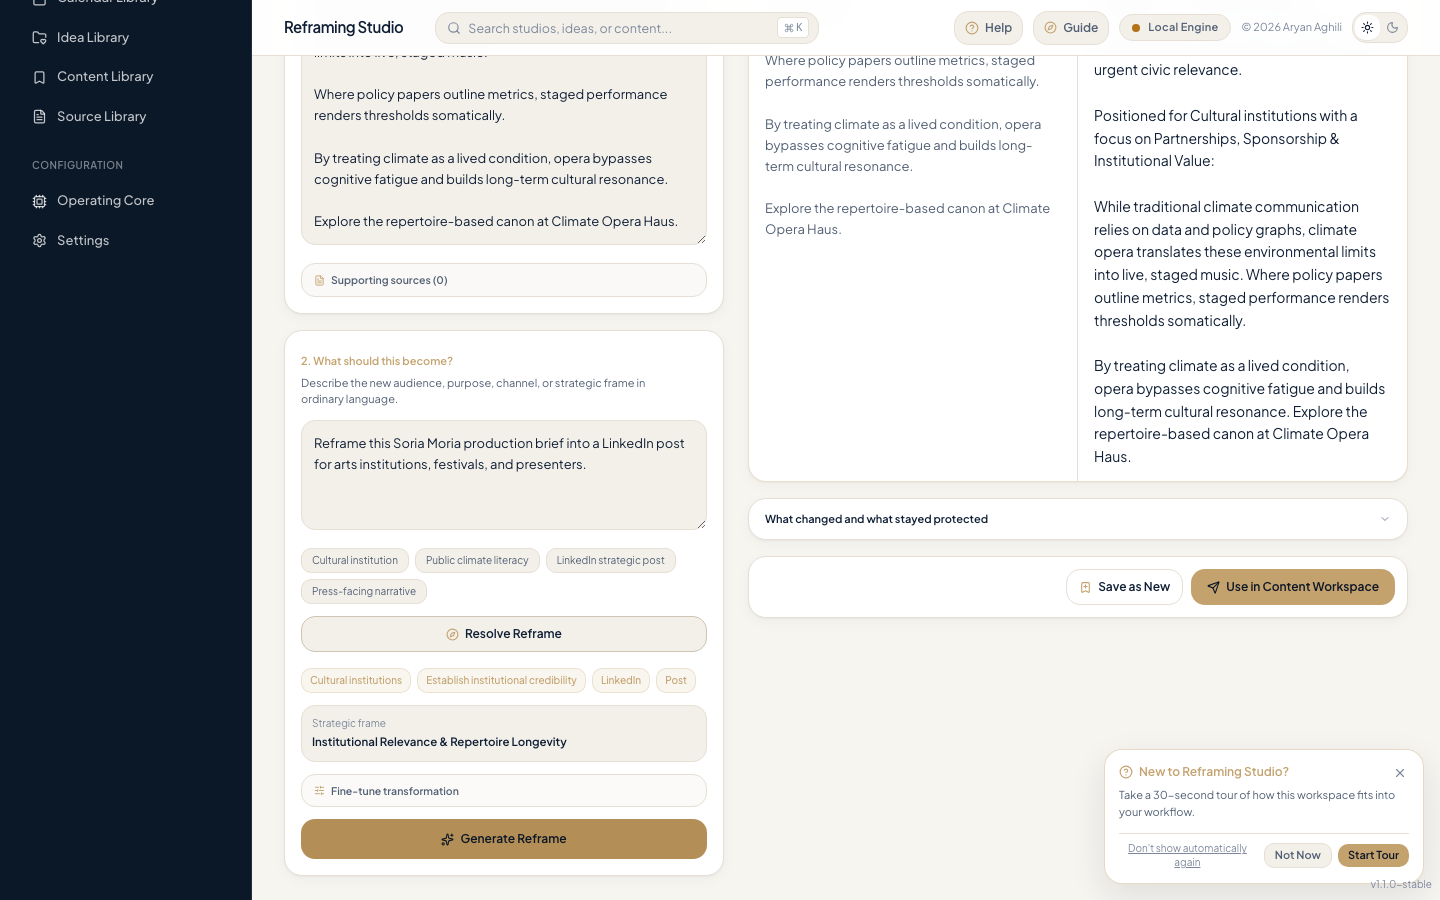 Calendar Library
Idea Library
Content Library
Source Library
CONFIGURATION
Operating Core
Settings
Reframing Studio
Search studios, ideas, or content...
⌘ K
Help
Guide
Local Engine
© 2026 Aryan Aghili
limits into live, staged music.
Where policy papers outline metrics, staged performance
renders thresholds somatically.
By treating climate as a lived condition, opera bypasses
cognitive fatigue and builds long-term cultural resonance.
Explore the repertoire-based canon at Climate Opera Haus.
Supporting sources (0)
2. What should this become?
Describe the new audience, purpose, channel, or strategic frame in
ordinary language.
Reframe this Soria Moria production brief into a LinkedIn post
for arts institutions, festivals, and presenters.
Cultural institution
Public climate literacy
LinkedIn strategic post
Press-facing narrative
Resolve Reframe
Cultural institutions
Establish institutional credibility
LinkedIn
Post
Strategic frame
Institutional Relevance & Repertoire Longevity
Fine-tune transformation
Generate Reframe
Where policy papers outline metrics, staged
performance renders thresholds somatically.
By treating climate as a lived condition, opera
bypasses cognitive fatigue and builds long-
term cultural resonance.
Explore the repertoire-based canon at Climate
Opera Haus.
urgent civic relevance.
Positioned for Cultural institutions with a
focus on Partnerships, Sponsorship &
Institutional Value:
While traditional climate communication
relies on data and policy graphs, climate
opera translates these environmental limits
into live, staged music. Where policy papers
outline metrics, staged performance renders
thresholds somatically.
By treating climate as a lived condition,
opera bypasses cognitive fatigue and builds
long-term cultural resonance. Explore the
repertoire-based canon at Climate Opera
Haus.
What changed and what stayed protected
Save as New
Use in Content Workspace
New to Reframing Studio?
Take a 30-second tour of how this workspace fits into
your workflow.
Don't show automatically
again
Not Now
Start Tour
v1.1.0-stable